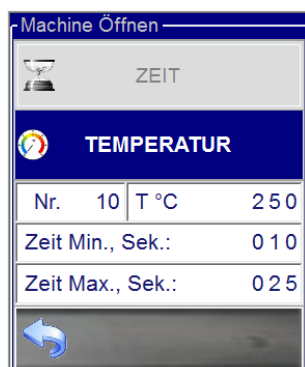 Machine Öffnen
ZEIT
TEMPERATUR
Nr. 10 T °C 250
Zeit Min., Sek.: 010
Zeit Max., Sek.: 025